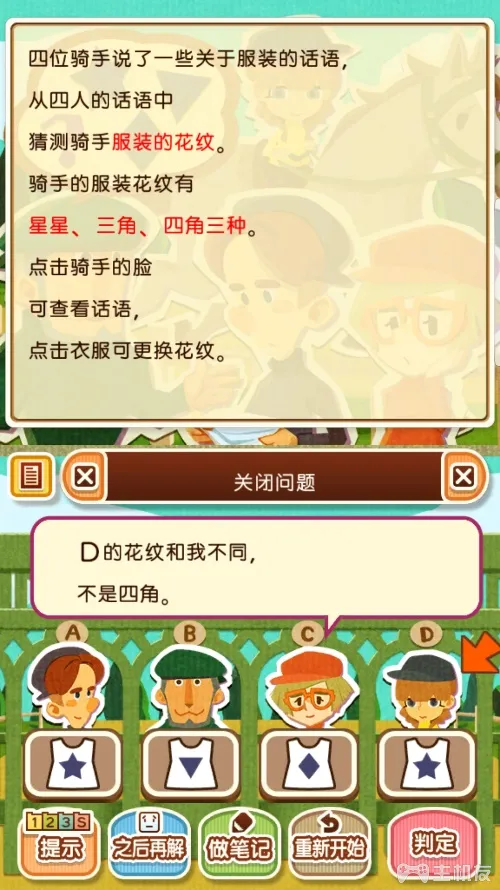 四位骑手说了一些关于服装的话语，
从四人的话语中
猜测骑手服装的花纹。
骑手的服装花纹有
星星、三角、四角三种。
点击骑手的脸
可查看话语，
点击衣服可更换花纹。
关闭问题
D的花纹和我不同，
不是四角。
A B C D
123S
提示 之后再解 做笔记 重新开始 判定
主机友